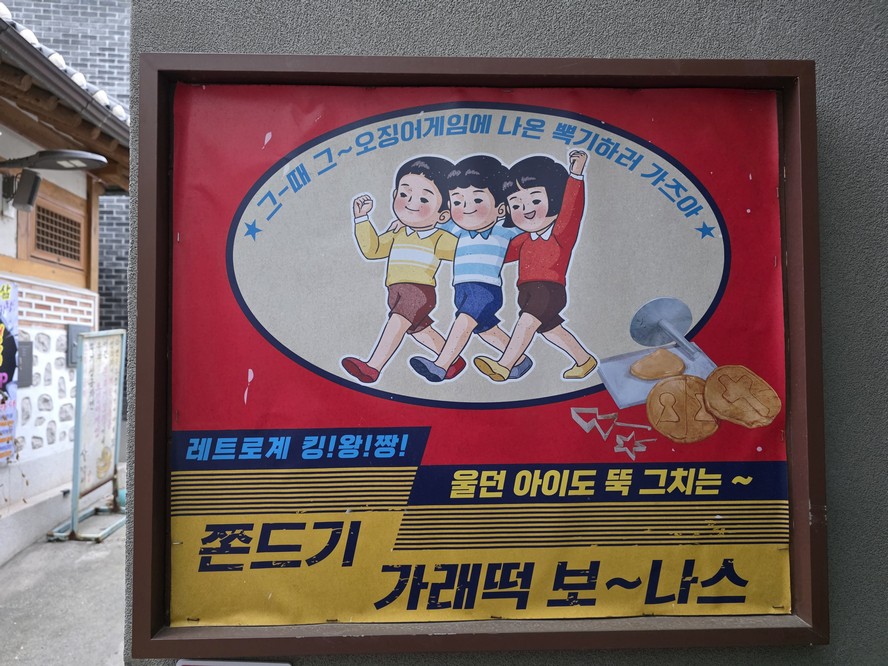 ★그-때 그~오징어게임에 나온 뽁기하러 가즈아★
레트로계 킹!왕!짱!
울던 아이도 뚝 그치는~
쫀드기
가래떡 보~나스